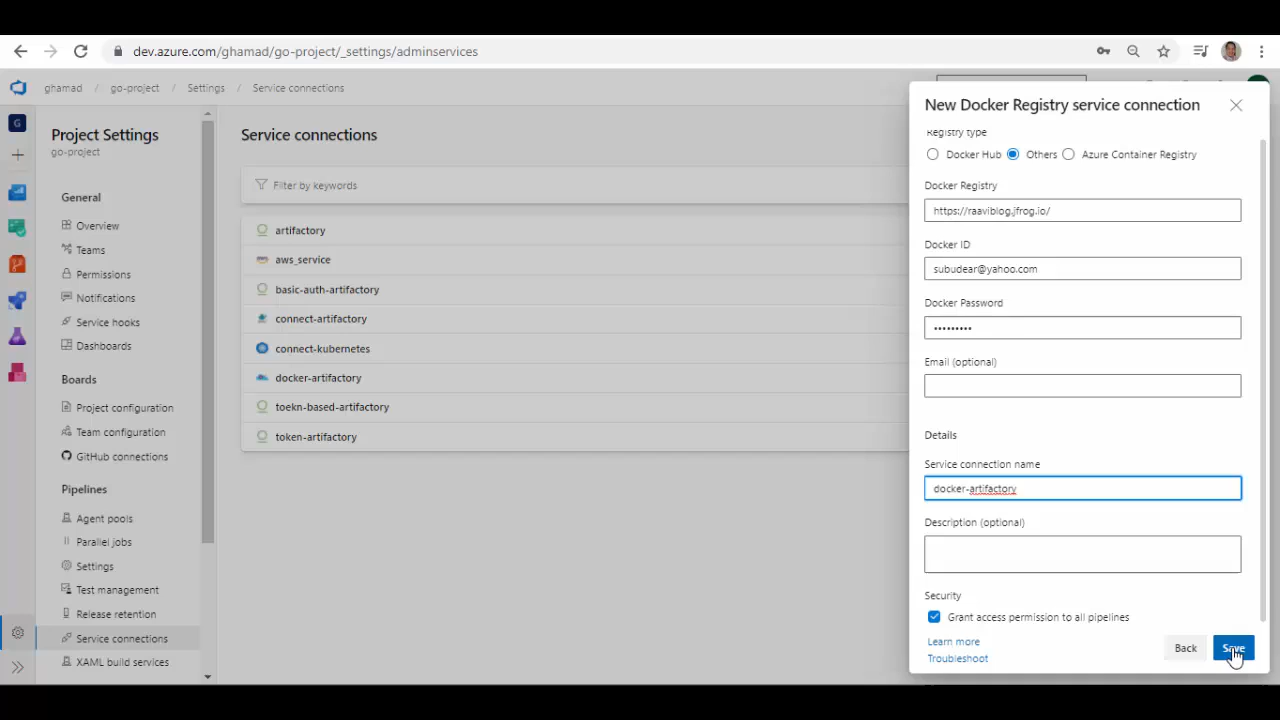 dev.azure.com/ghamad/go-project/_settings/adminservices
ghamad / go-project / Settings / Service connections
G
Project Settings
go-project
General
Overview
Teams
Permissions
Notifications
Service hooks
Dashboards
Boards
Project configuration
Team configuration
GitHub connections
Pipelines
Agent pools
Parallel jobs
Settings
Test management
Release retention
Service connections
XAML build services
Service connections
Filter by keywords
artifactory
aws_service
basic-auth-artifactory
connect-artifactory
connect-kubernetes
docker-artifactory
toekn-based-artifactory
token-artifactory
New Docker Registry service connection
Registry type
Docker Hub Others Azure Container Registry
Docker Registry
https://raaviblog.jfrog.io/
Docker ID
subudear@yahoo.com
Docker Password
•••••••••
Email (optional)
Details
Service connection name
docker-artifactory
Description (optional)
Security
Grant access permission to all pipelines
Learn more
Troubleshoot
Back
Save